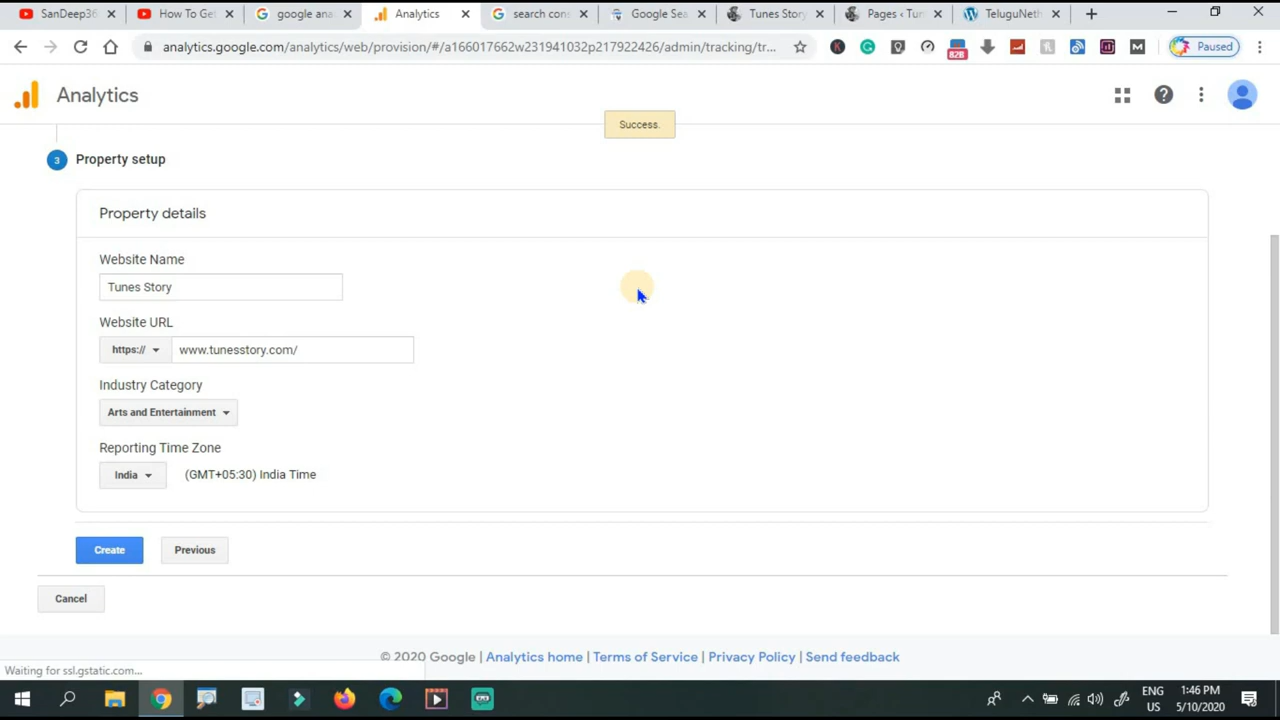 SanDeep36
How To Get
google ana
Analytics
search cons
Google Sea
Tunes Story
Pages ‹ Tun
TeluguNeth
analytics.google.com/analytics/web/provision/#/a166017662w231941032p217922426/admin/tracking/tr...
B2B
Paused
Analytics
Success.
3 Property setup
Property details
Website Name
Tunes Story
Website URL
https:// www.tunesstory.com/
Industry Category
Arts and Entertainment
Reporting Time Zone
India (GMT+05:30) India Time
Create Previous
Cancel
© 2020 Google | Analytics home | Terms of Service | Privacy Policy | Send feedback
Waiting for ssl.gstatic.com...
ENG
US
1:46 PM
5/10/2020